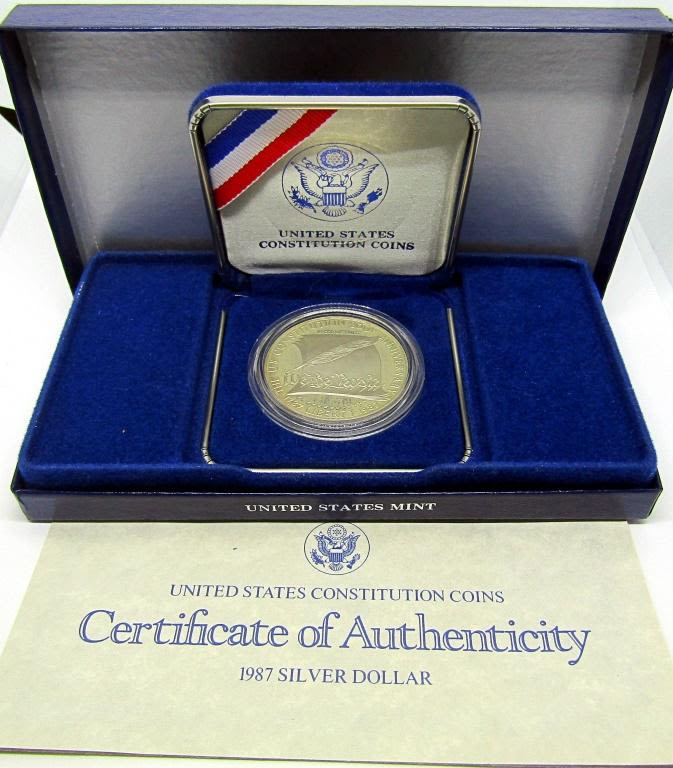 UNITED STATES
CONSTITUTION COINS
UNITED STATES MINT
UNITED STATES CONSTITUTION COINS
Certificate of Authenticity
1987 SILVER DOLLAR